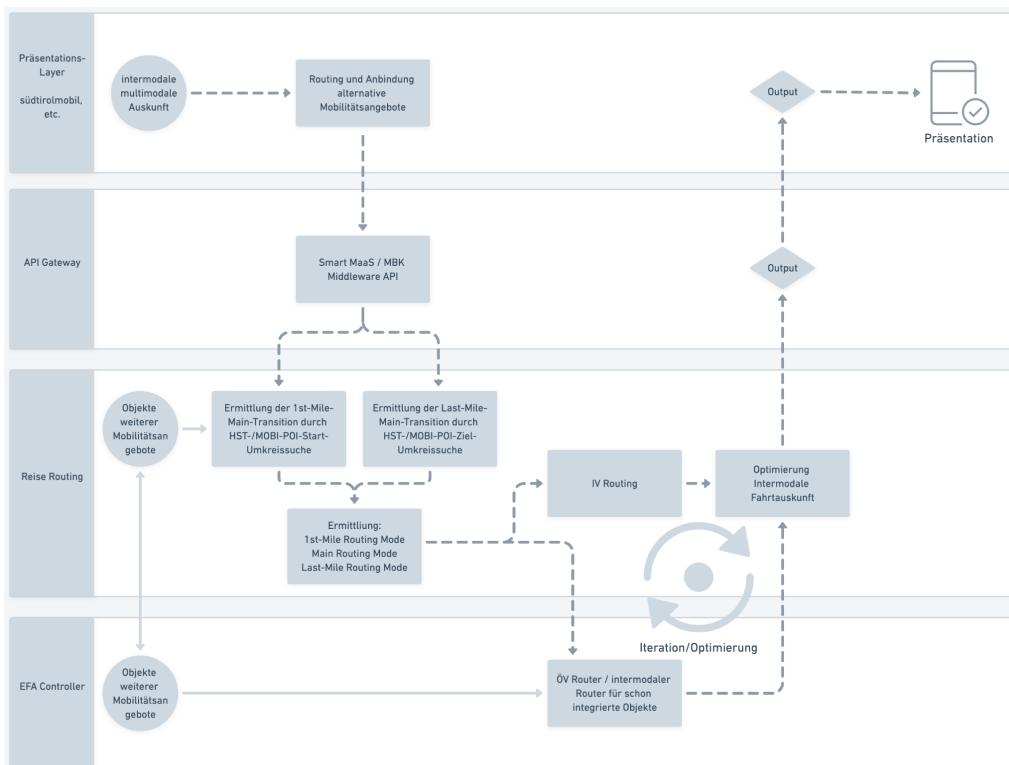 Präsentations-
Layer
südtirolmobil,
etc.
intermodale
multimodale
Auskunft
Routing und Anbindung
alternative
Mobilitätsangebote
Output
Präsentation
API Gateway
Smart MaaS / MBK
Middleware API
Output
Reise Routing
Objekte
weiterer
Mobilitätsan
gebote
Ermittlung der 1st-Mile-
Main-Transition durch
HST-/MOBI-POI-Start-
Umkreissuche
Ermittlung der Last-Mile-
Main-Transition durch
HST-/MOBI-POI-Ziel-
Umkreissuche
IV Routing
Optimierung
Intermodale
Fahrtauskunft
Ermittliung:
1st-Mile Routing Mode
Main Routing Mode
Last-Mile Routing Mode
Iteration/Optimierung
EFA Controller
Objekte
weiterer
Mobilitätsan
gebote
ÖV Router / intermodaler
Router für schon
integrierte Objekte